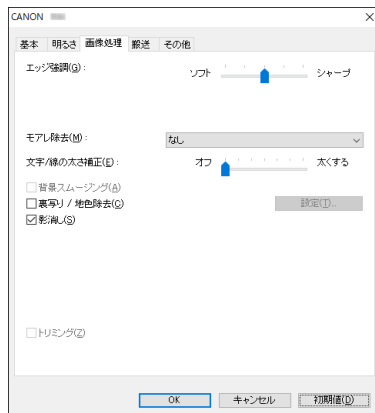 CANON
基本 明るさ 画像処理 搬送 その他
エッジ強調(G):
ソフト シャープ
モアレ除去(M): なし
文字/線の太さ補正(E): オフ 太くする
背景スムージング(A)
裏写り / 地色除去(C) 設定(T)...
影消し(S)
トリミング(Z)
OK キャンセル 初期値(D)